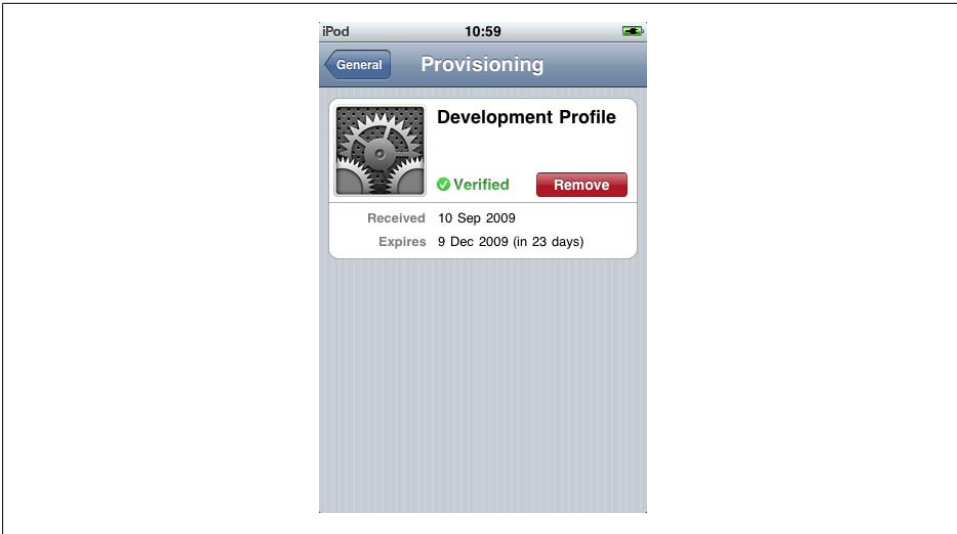 iPod 10:59
General Provisioning
Development Profile
Verified Remove
Received 10 Sep 2009
Expires 9 Dec 2009 (in 23 days)